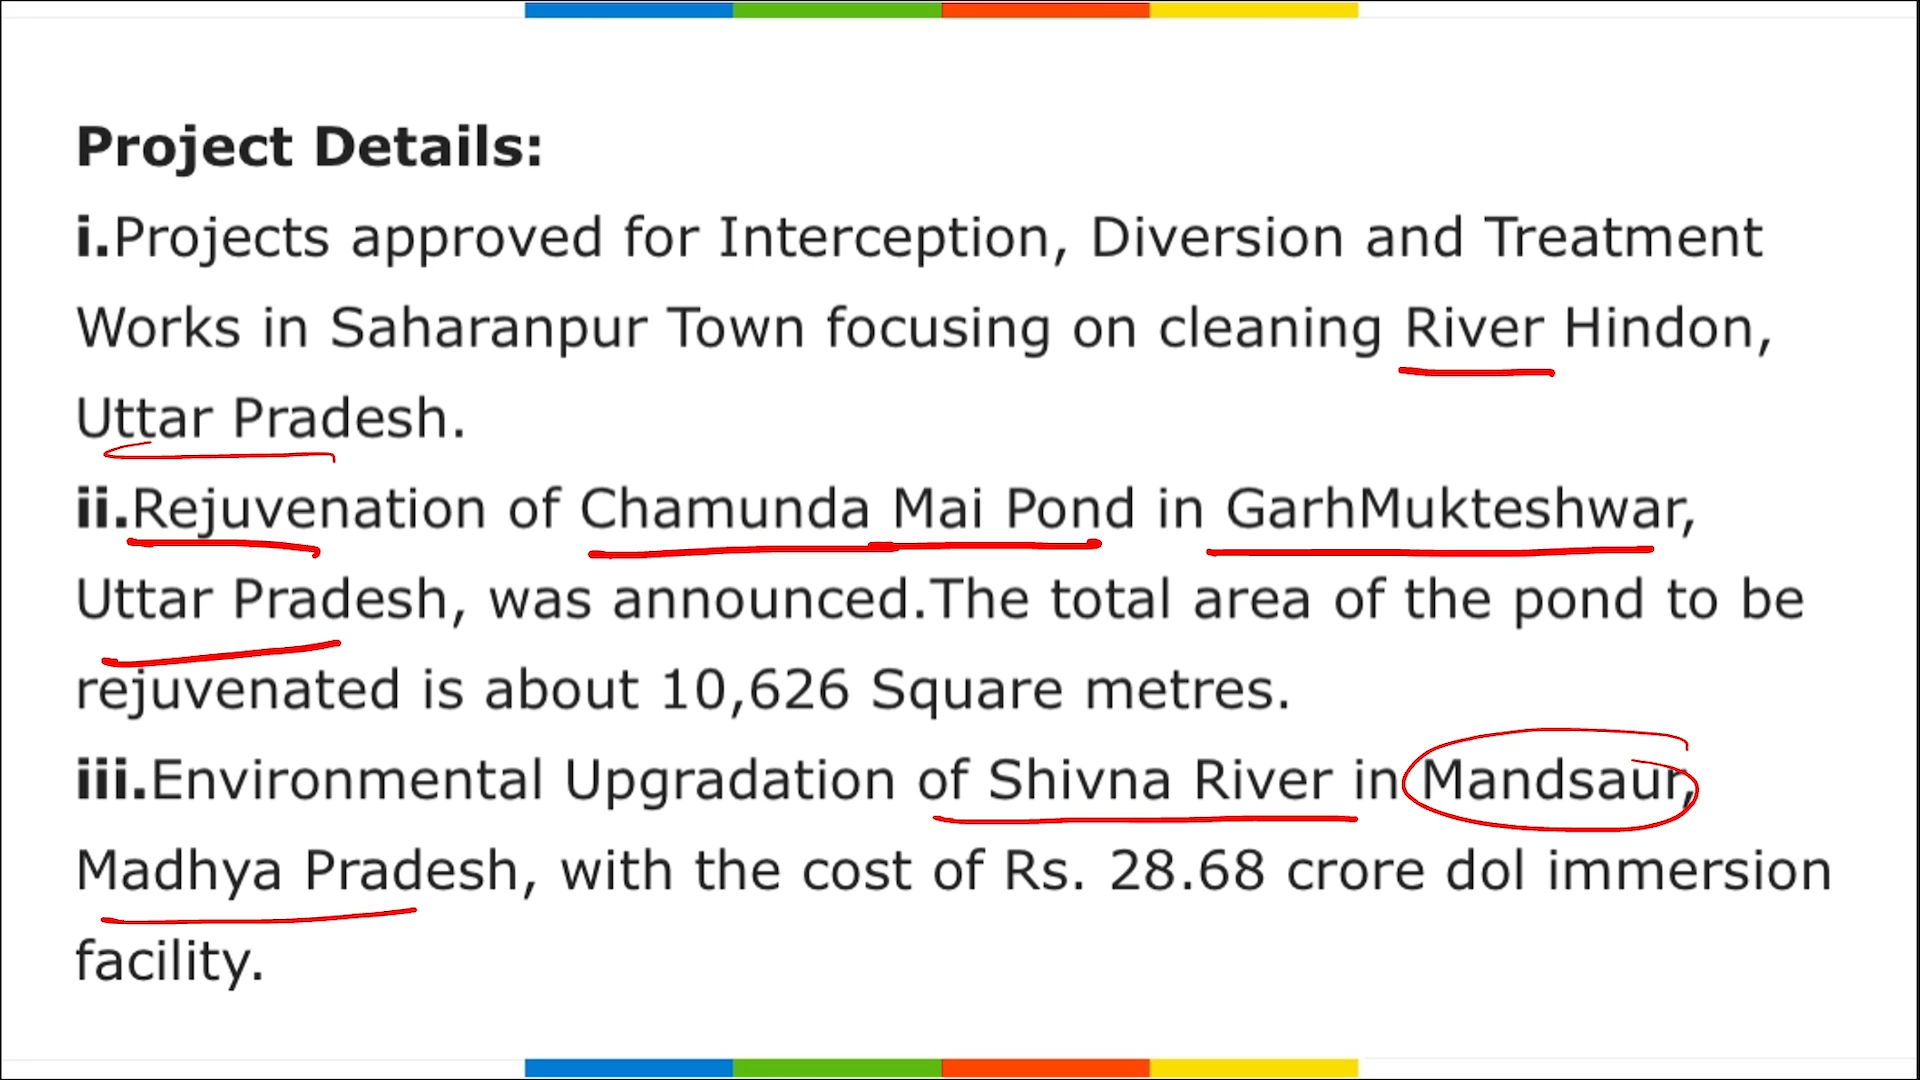 Project Details:
i.Projects approved for Interception, Diversion and Treatment
Works in Saharanpur Town focusing on cleaning River Hindon,
Uttar Pradesh.
ii.Rejuvenation of Chamunda Mai Pond in GarhMukteshwar,
Uttar Pradesh, was announced.The total area of the pond to be
rejuvenated is about 10,626 Square metres.
iii.Environmental Upgradation of Shivna River in Mandsaur,
Madhya Pradesh, with the cost of Rs. 28.68 crore dol immersion
facility.